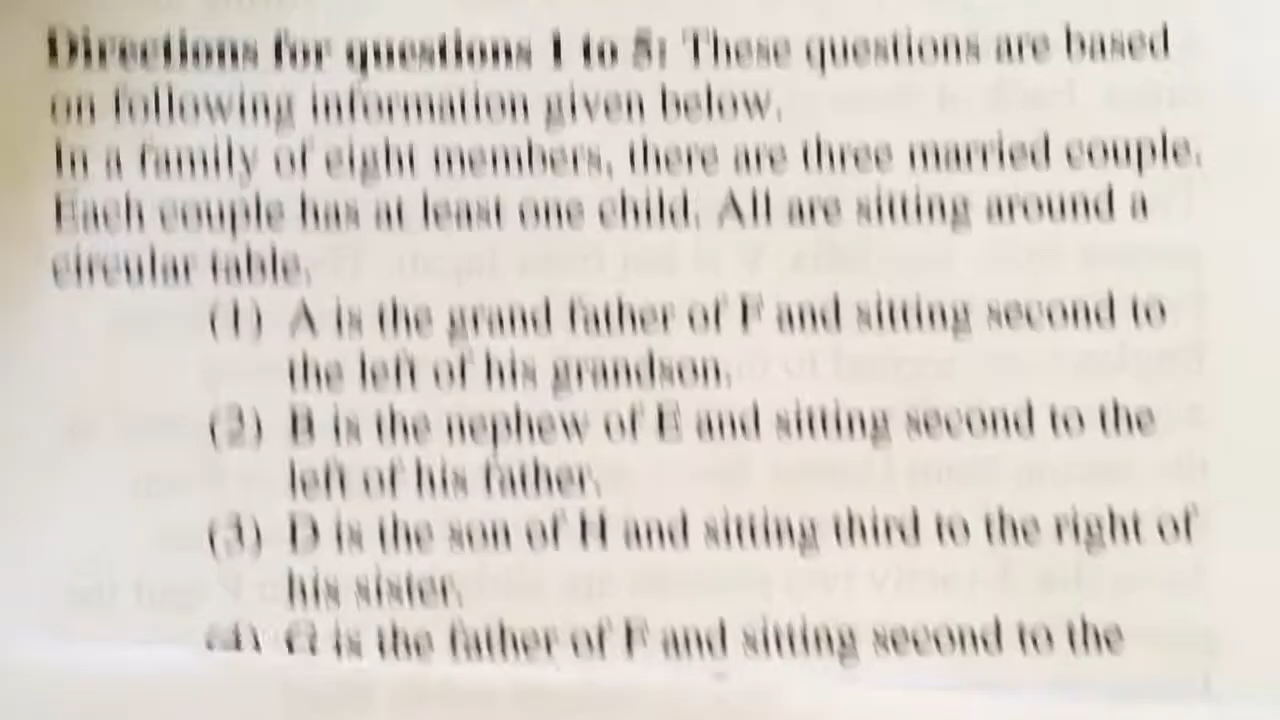 Directions for questions 1 to 5: These questions are based
on following information given below.
In a family of eight members, there are three married couple.
Each couple has at least one child. All are sitting around a
circular table.
(1) A is the grand father of F and sitting second to
the left of his grandson.
(2) B is the nephew of E and sitting second to the
left of his father.
(3) D is the son of H and sitting third to the right of
his sister.
(4) G is the father of F and sitting second to the